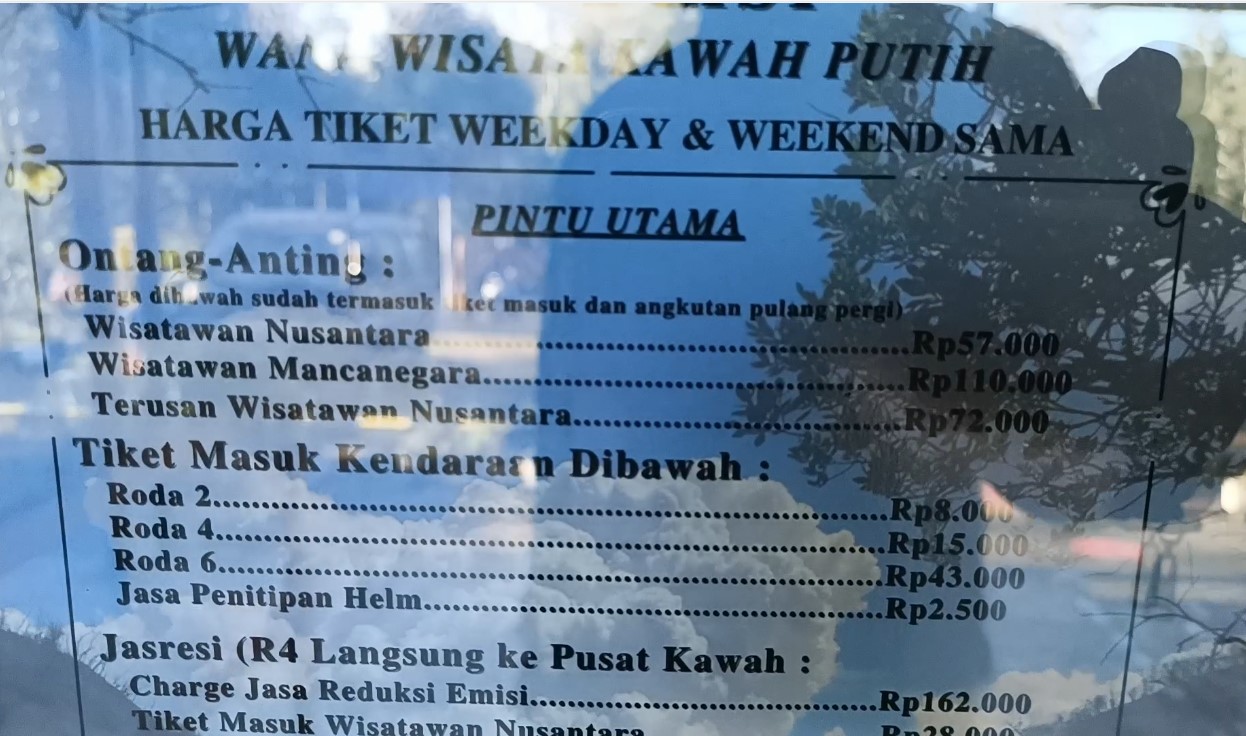 WANA WISATA KAWAH PUTIH
HARGA TIKET WEEKDAY & WEEKEND SAMA
PINTU UTAMA
Ontang-Anting :
(Harga dibawah sudah termasuk tiket masuk dan angkutan pulang pergi)
Wisatawan Nusantara..........Rp57.000
Wisatawan Mancanegara..........Rp110.000
Terusan Wisatawan Nusantara..........Rp72.000
Tiket Masuk Kendaraan Dibawah :
Roda 2..........Rp8.000
Roda 4..........Rp15.000
Roda 6..........Rp43.000
Jasa Penitipan Helm..........Rp2.500
Jasresi (R4 Langsung ke Pusat Kawah :
Charge Jasa Reduksi Emisi..........Rp162.000
Tiket Masuk Wisatawan Nusantara..........Rp28.000